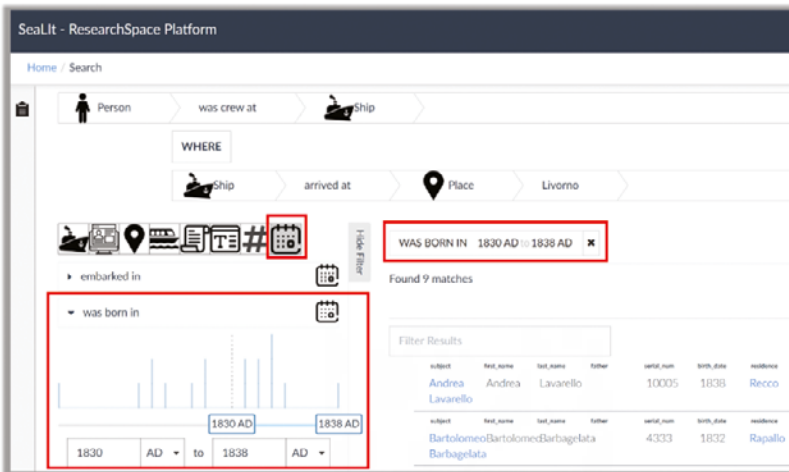 SeaLIt - ResearchSpace Platform
Home / Search
Person was crew at Ship
WHERE
Ship arrived at Place Livorno
T #
Hide Filter
WAS BORN IN 1830 AD to 1838 AD ✖
embarked in
Found 9 matches
was born in
Filter Results
subject first_name last_name father serial_num birth_date residence
Andrea Lavarello Andrea Lavarello 10005 1838 Recco
1830 AD 1838 AD
subject first_name last_name father serial_num birth_date residence
1830 AD to 1838 AD
Bartolomeo Barbagelata Bartolomeo Barbagelata 4333 1832 Rapallo